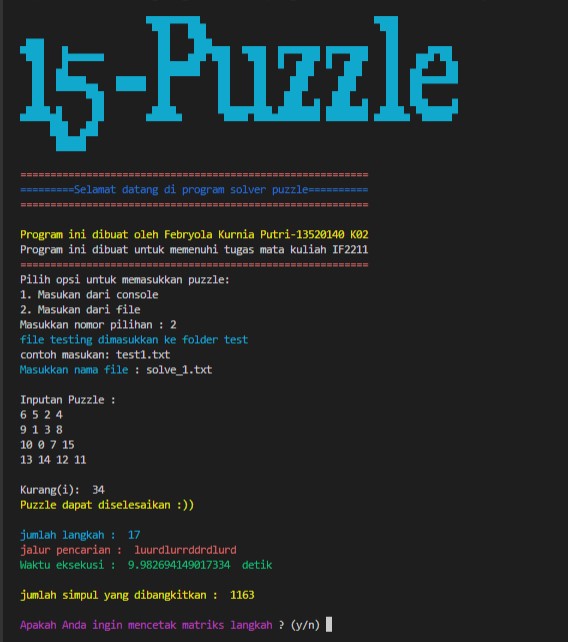 15-Puzzle
==========================================================
=========Selamat datang di program solver puzzle==========
==========================================================
Program ini dibuat oleh Febryola Kurnia Putri-13520140 K02
Program ini dibuat untuk memenuhi tugas mata kuliah IF2211
==========================================================
Pilih opsi untuk memasukkan puzzle:
1. Masukan dari console
2. Masukan dari file
Masukkan nomor pilihan : 2
file testing dimasukkan ke folder test
contoh masukan: test1.txt
Masukkan nama file : solve_1.txt
Inputan Puzzle :
6 5 2 4
9 1 3 8
10 0 7 15
13 14 12 11
Kurang(i):  34
Puzzle dapat diselesaikan :))
jumlah langkah :  17
jalur pencarian :  luurdlurrddrdlurd
Waktu eksekusi :  9.982694149017334  detik
jumlah simpul yang dibangkitkan :  1163
Apakah Anda ingin mencetak matriks langkah ? (y/n)